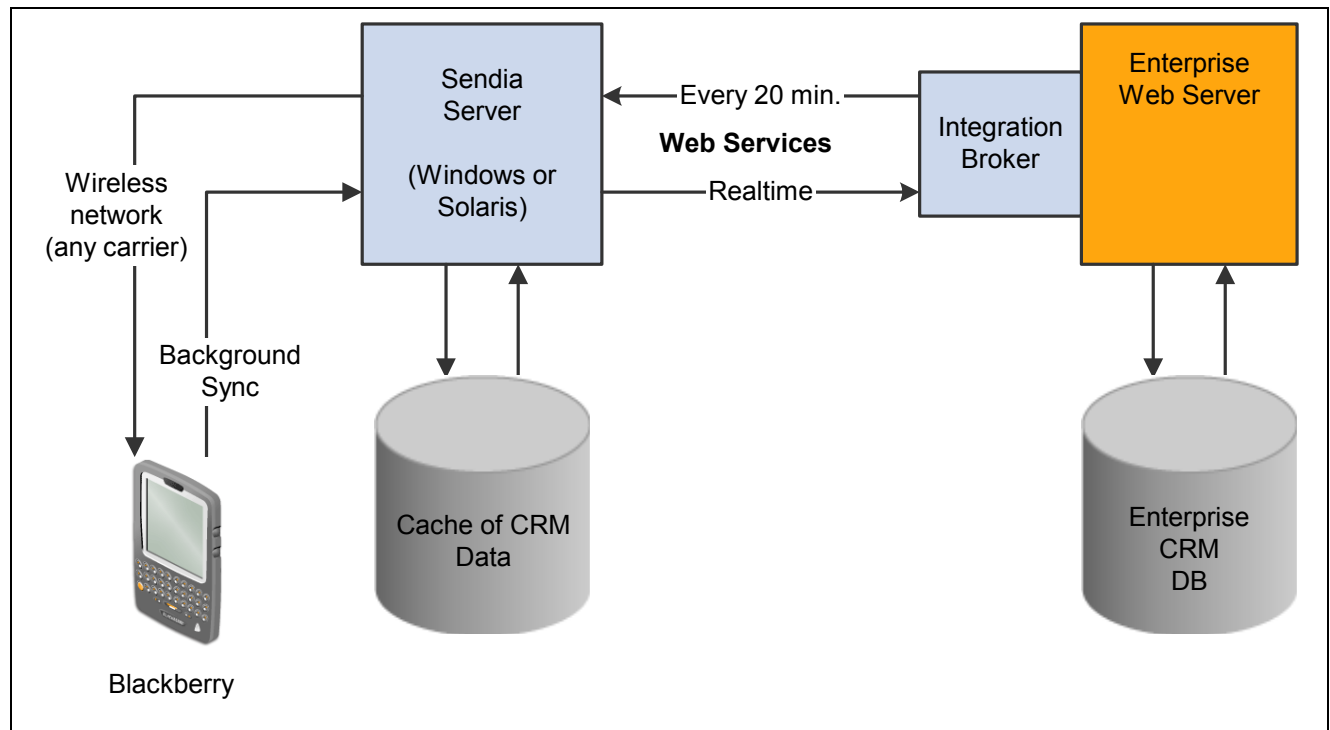 Sendia
Server
(Windows or
Solaris)
Every 20 min.
Web Services
Realtime
Integration
Broker
Enterprise
Web Server
Wireless
network
(any carrier)
Background
Sync
Cache of CRM
Data
Enterprise
CRM
DB
Blackberry